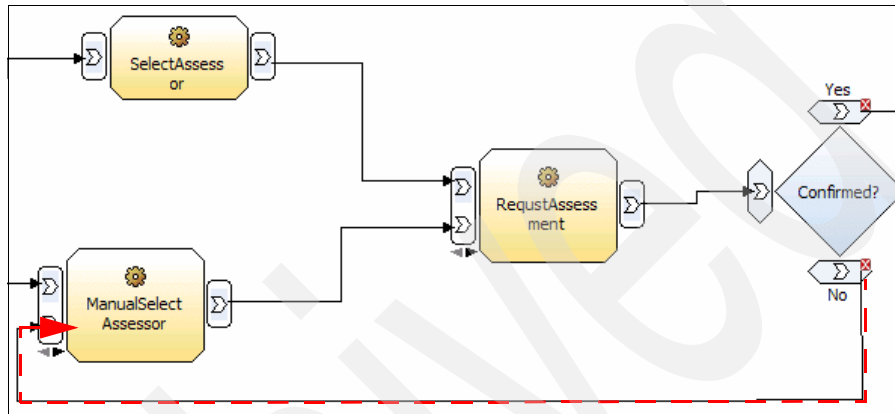 SelectAssess
or
Yes
RequstAssess
ment
Confirmed?
ManualSelect
Assessor
No